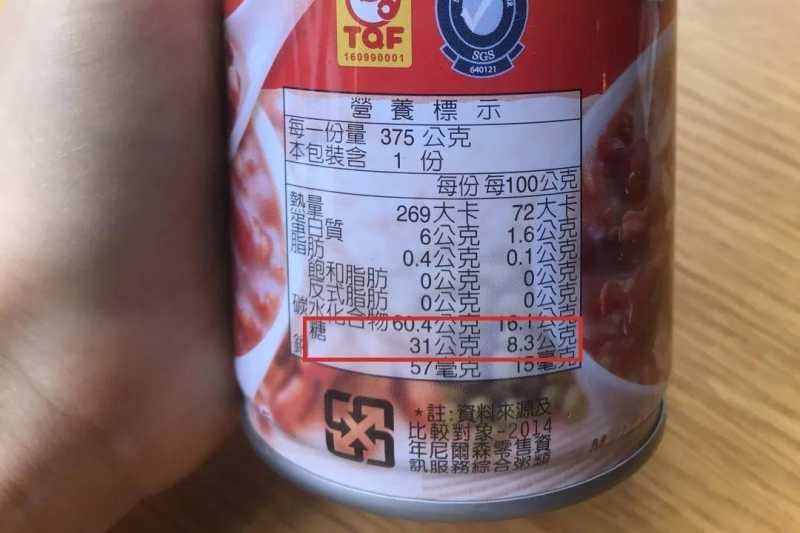 TQF
160990001
SGS
640121
營養標示
每一份量 375 公克
本包裝含 1 份
每份 每100公克
熱量 269大卡 72大卡
蛋白質 6公克 1.6公克
脂肪 0.4公克 0.1公克
飽和脂肪 0公克 0公克
反式脂肪 0公克 0公克
碳水化合物 60.4公克 16.1公克
糖 31公克 8.3公克
鈉 57毫克 15毫克
*註:資料來源及
比較對象-2014
年尼爾森零售資
訊服務綜合粥類